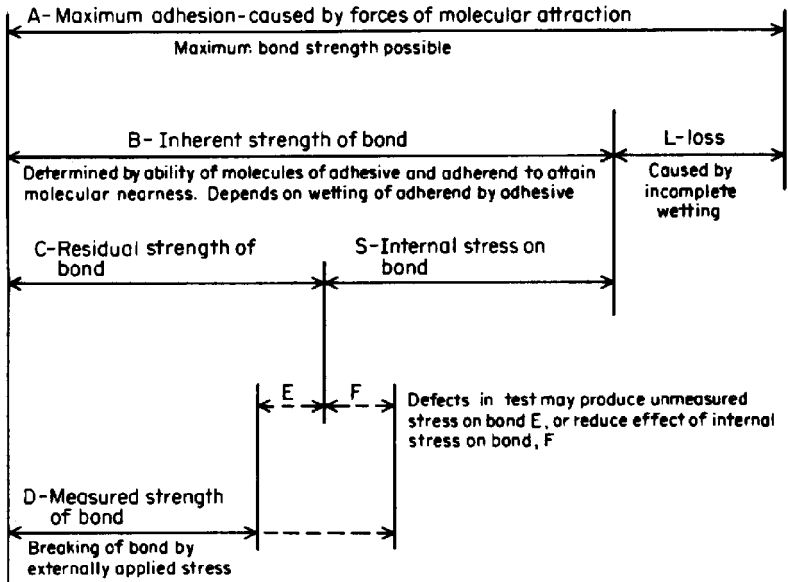 A-Maximum adhesion-caused by forces of molecular attraction
Maximum bond strength possible
B- Inherent strength of bond
L-loss
Determined by ability of molecules of adhesive and adherend to attain
molecular nearness. Depends on wetting of adherend by adhesive
Caused by
incomplete
wetting
C-Residual strength of
bond
S-Internal stress on
bond
E
F
Defects in test may produce unmeasured
stress on bond E, or reduce effect of internal
stress on bond, F
D-Measured strength
of bond
Breaking of bond by
externally applied stress